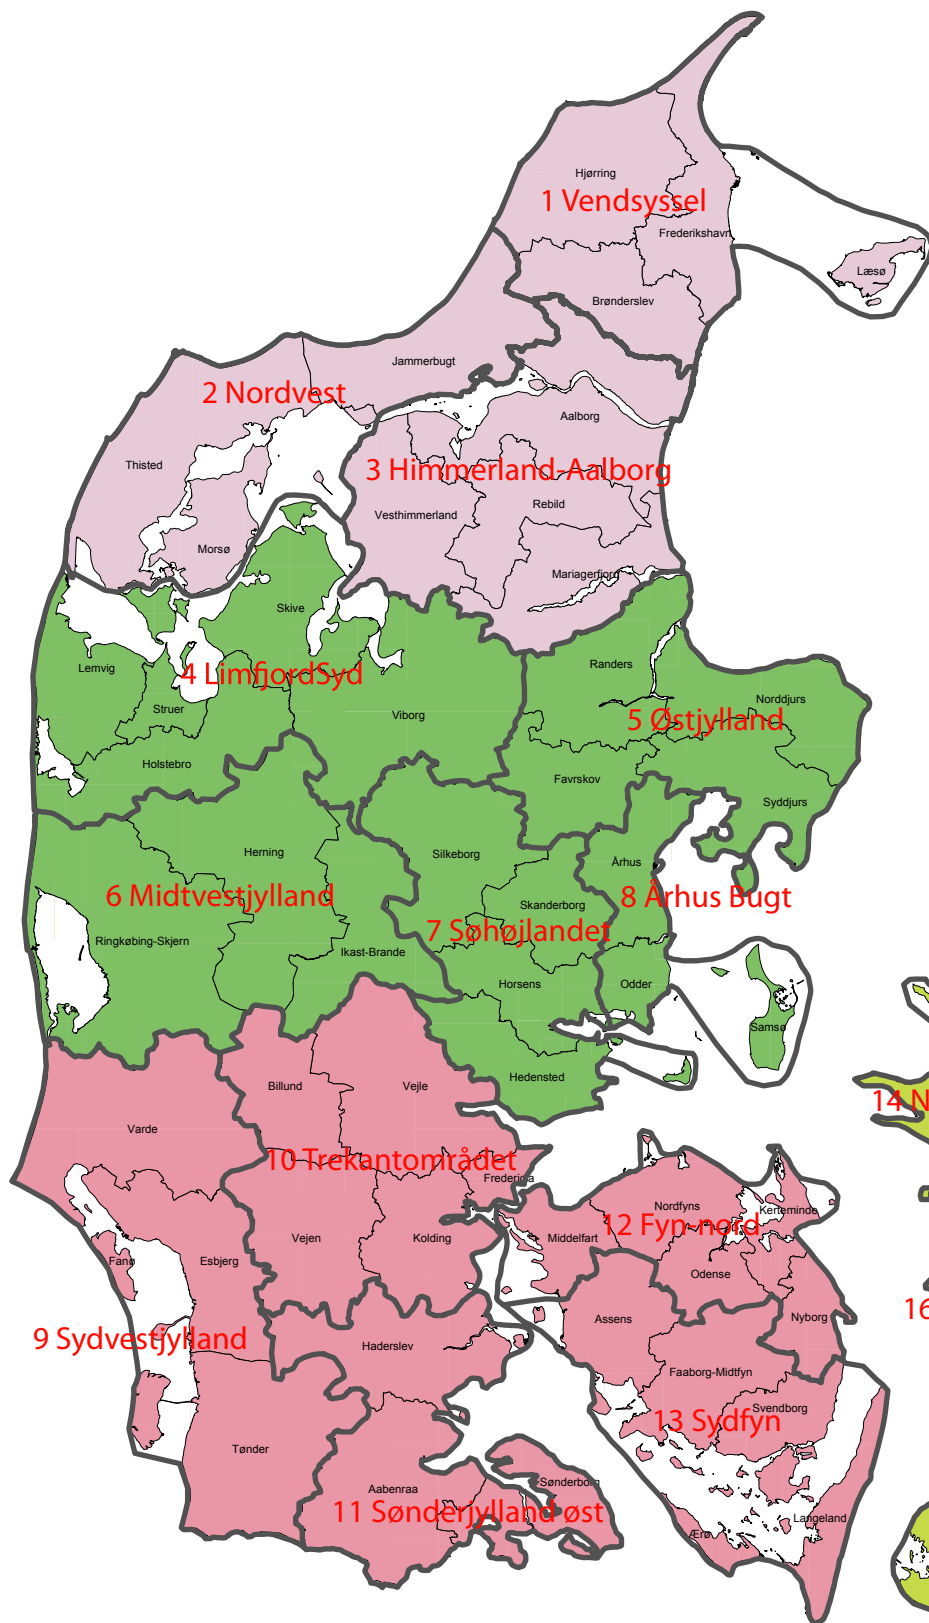 Hjørring
1 Vendsyssel
Frederikshavn
Læsø
Brønderslev
Jammerbugt
2 Nordvest
Aalborg
Thisted
3 Himmerland-Aalborg
Rebild
Vesthimmerland
Morsø
Mariagerfjord
Skive
Lemvig
4 LimfjordSyd
Randers
Norddjurs
Struer
Viborg
5 Østjylland
Holstebro
Favrskov
Syddjurs
Herning
Silkeborg
Århus
6 Midtvestjylland
Skanderborg
8 Århus Bugt
7 Søhøjlandet
Ringkøbing-Skjern
Ikast-Brande
Horsens
Odder
Samsø
Hedensted
Billund
Vejle
14 N
Varde
10 Trekantområdet
Fredericia
Nordfyns
Kerteminde
12 Fyn-nord
Vejen
Kolding
Middelfart
Fanø
Esbjerg
Odense
16
Assens
Nyborg
9 Sydvestjylland
Haderslev
Faaborg-Midtfyn
Svendborg
13 Sydfyn
Tønder
Aabenraa
Sønderborg
11 Sønderjylland øst
Langeland
Ærø